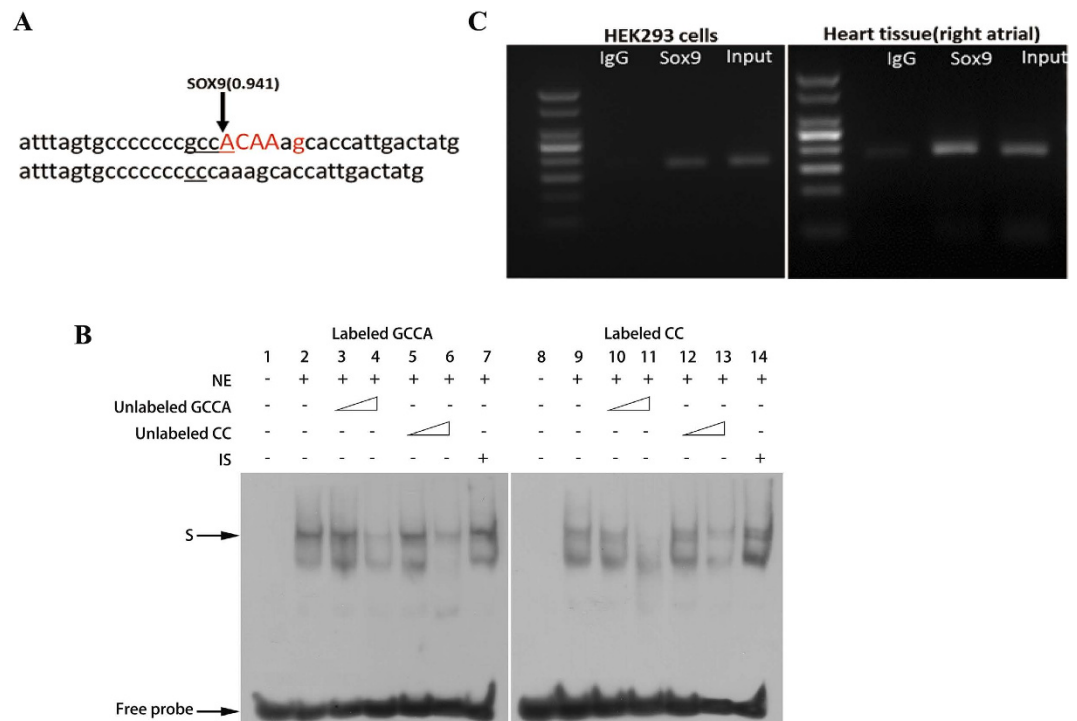 A
SOX9(0.941)
atttagtgcccccccgccACAAagcaccattgactatg
atttagtgccccccccccaaagcaccattgactatg
C
HEK293 cells
IgG Sox9 Input
Heart tissue(right atrial)
IgG Sox9 Input
B
Labeled GCCA Labeled CC
1 2 3 4 5 6 7 8 9 10 11 12 13 14
NE - + + + + + + - + + + + + +
Unlabeled GCCA - - - - - - - - - -
Unlabeled CC - - - - - - - - - -
IS - - - - - - + - - - - - - +
S
Free probe